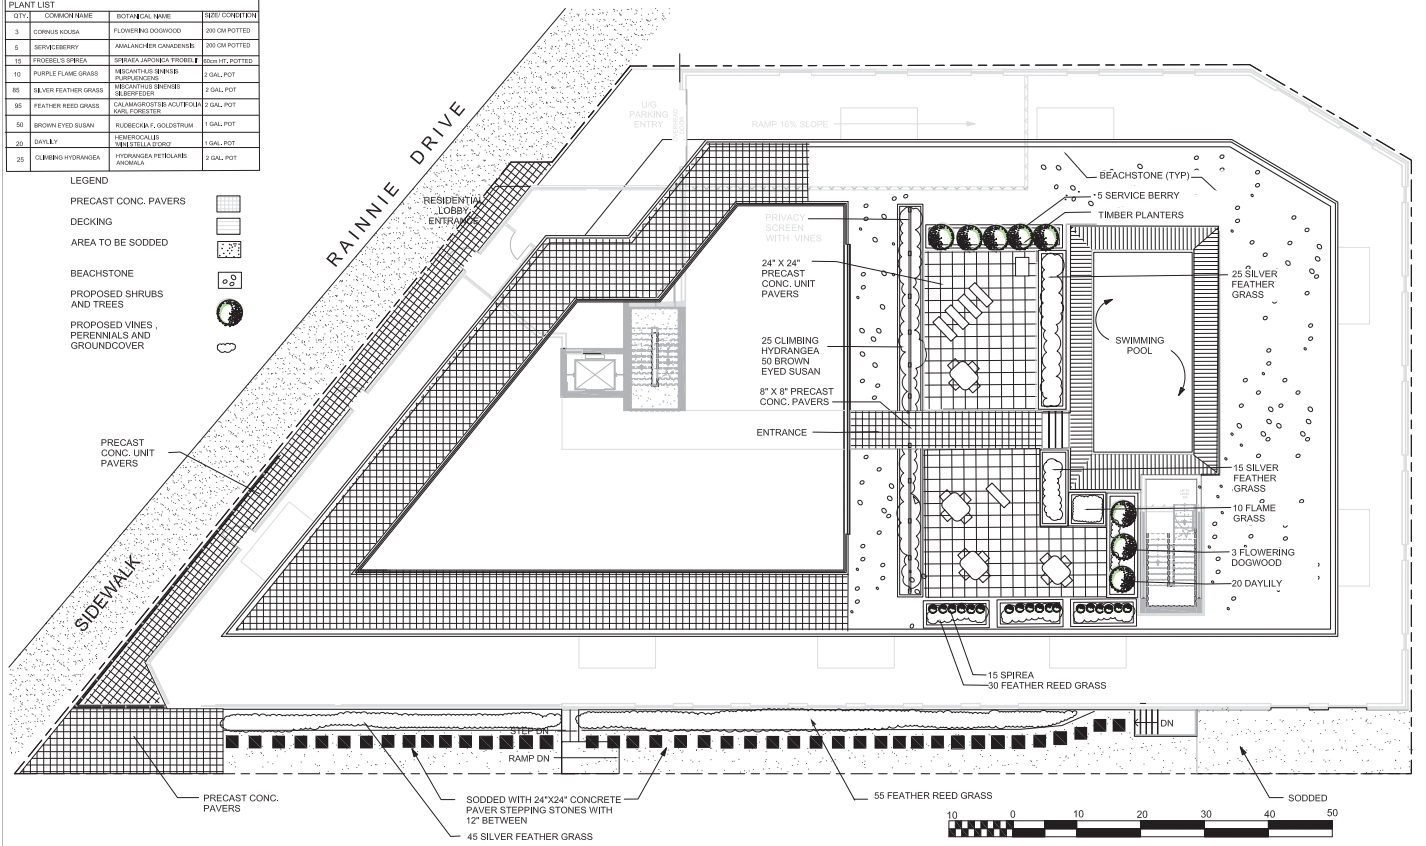 PLANT LIST
QTY. COMMON NAME BOTANICAL NAME SIZE/ CONDITION
3 CORNUS KOUSA FLOWERING DOGWOOD 200 CM POTTED
5 SERVICEBERRY AMALANCHIER CANADENSIS 200 CM POTTED
15 FROEBEL'S SPIREA SPIRAEA JAPONICA 'FROBELII' 60cm HT. POTTED
10 PURPLE FLAME GRASS MISCANTHUS SININSIS 2 GAL. POT
PURPUENCENS
85 SILVER FEATHER GRASS MISCANTHUS SINENSIS 2 GAL. POT
SILBERFEDER
95 FEATHER REED GRASS CALAMAGROSTSIS ACUTIFOLIA 2 GAL. POT
KARL FORESTER
50 BROWN EYED SUSAN RUDBECKIA F. GOLDSTRUM 1 GAL. POT
20 DAYLILY HEMEROCALLIS 1 GAL. POT
'MINI STELLA D'ORO'
25 CLIMBING HYDRANGEA HYDRANGEA PETIOLARIS 2 GAL. POT
ANOMALA
LEGEND
PRECAST CONC. PAVERS
DECKING
AREA TO BE SODDED
BEACHSTONE
PROPOSED SHRUBS
AND TREES
PROPOSED VINES ,
PERENNIALS AND
GROUNDCOVER
RAINNIE DRIVE
SIDEWALK
U/G
PARKING
ENTRY
RAMP 16% SLOPE
RESIDENTIAL
LOBBY
ENTRANCE
PRIVACY
SCREEN
WITH VINES
BEACHSTONE (TYP)
5 SERVICE BERRY
TIMBER PLANTERS
24" X 24"
PRECAST
CONC. UNIT
PAVERS
25 SILVER
FEATHER
GRASS
SWIMMING
POOL
25 CLIMBING
HYDRANGEA
50 BROWN
EYED SUSAN
8" X 8" PRECAST
CONC. PAVERS
ENTRANCE
PRECAST
CONC. UNIT
PAVERS
15 SILVER
FEATHER
GRASS
10 FLAME
GRASS
3 FLOWERING
DOGWOOD
20 DAYLILY
15 SPIREA
30 FEATHER REED GRASS
STEP DN
DN
RAMP DN
PRECAST CONC.
PAVERS
SODDED WITH 24"X24" CONCRETE
PAVER STEPPING STONES WITH
12" BETWEEN
45 SILVER FEATHER GRASS
55 FEATHER REED GRASS
SODDED
10 0 10 20 30 40 50